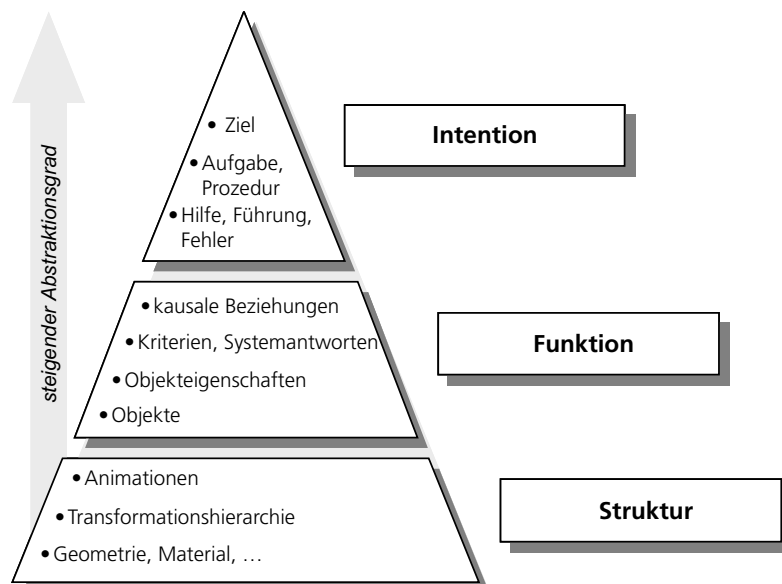 steigender Abstraktionsgrad
• Ziel
• Aufgabe,
Prozedur
• Hilfe, Führung,
Fehler
Intention
• kausale Beziehungen
• Kriterien, Systemantworten
• Objekteigenschaften
• Objekte
Funktion
• Animationen
• Transformationshierarchie
• Geometrie, Material, …
Struktur